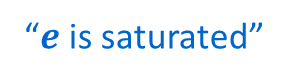 “e is saturated”